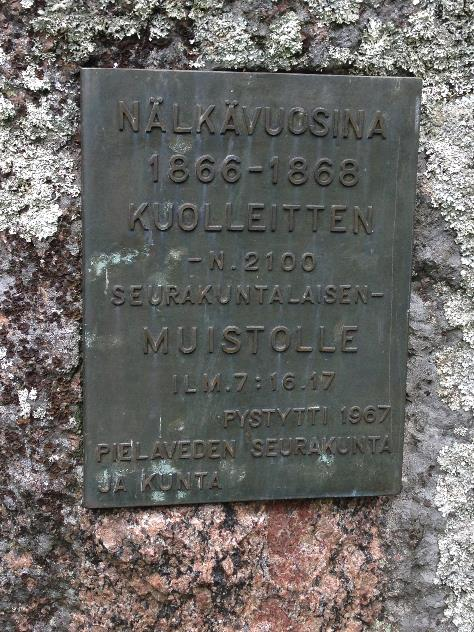 NÄLKÄVUOSINA
1866-1868
KUOLLEITTEN
-N.2100
SEURAKUNTALAISEN-
MUISTOLLE
ILM.7:16.17
PYSTYTTI 1967
PIELAVEDEN SEURAKUNTA
JA KUNTA